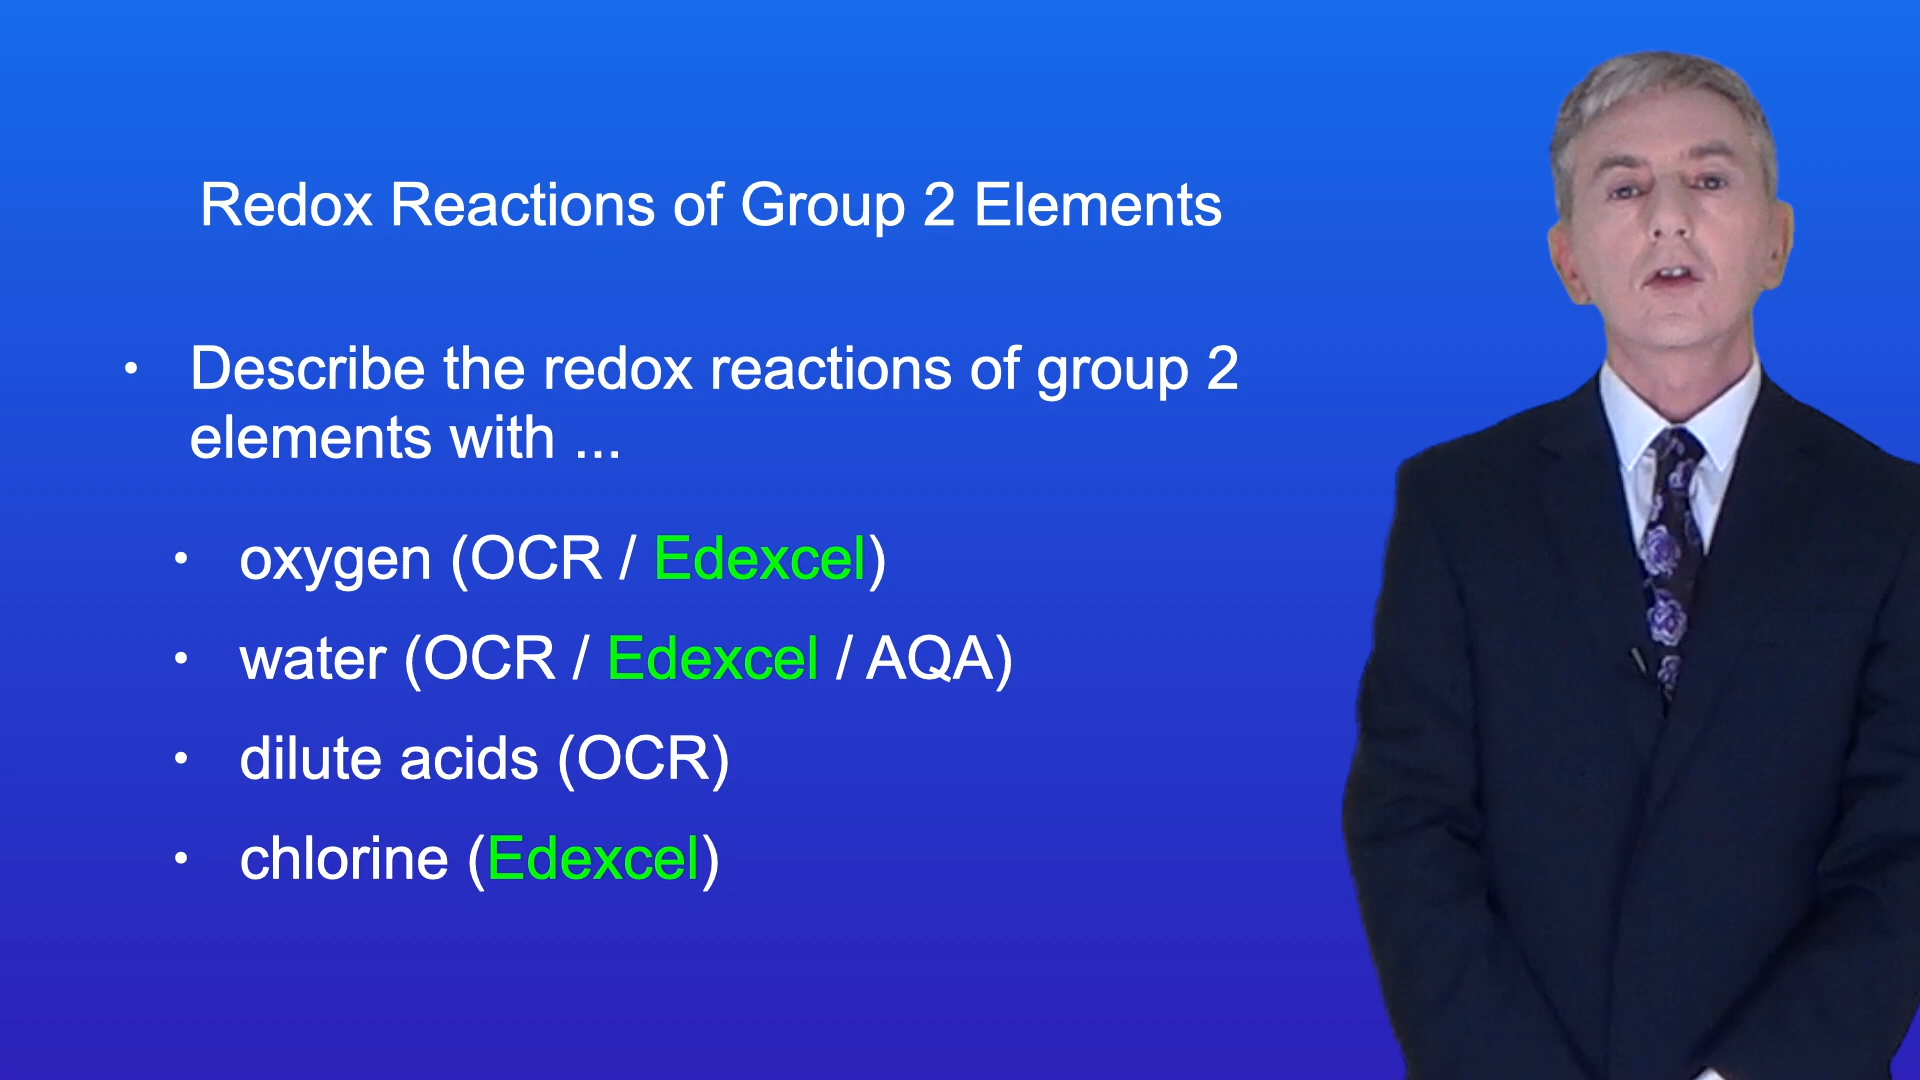 Redox Reactions of Group 2 Elements
• Describe the redox reactions of group 2
elements with ...
• oxygen (OCR / Edexcel)
• water (OCR / Edexcel / AQA)
• dilute acids (OCR)
• chlorine (Edexcel)